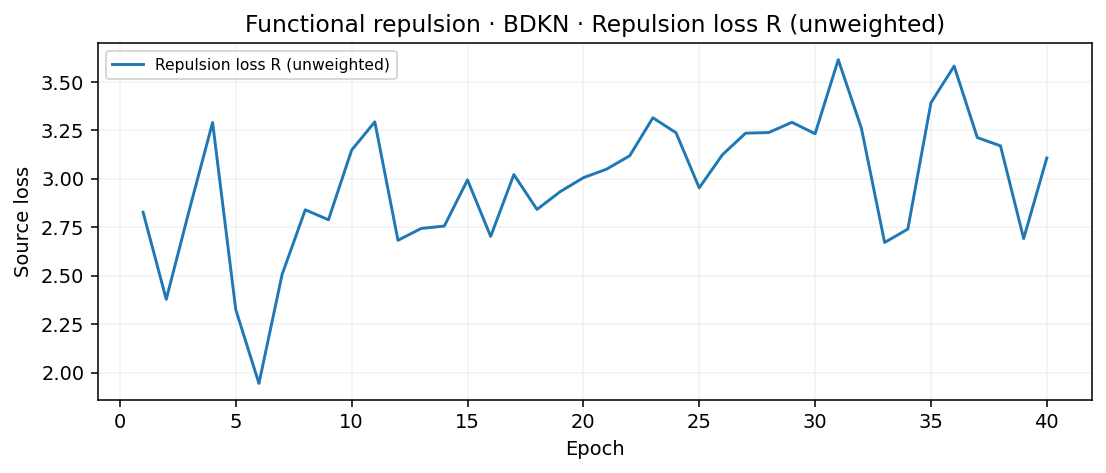 Functional repulsion · BDKN · Repulsion loss R (unweighted)
Repulsion loss R (unweighted)
Source loss
3.50
3.25
3.00
2.75
2.50
2.25
2.00
0 5 10 15 20 25 30 35 40
Epoch